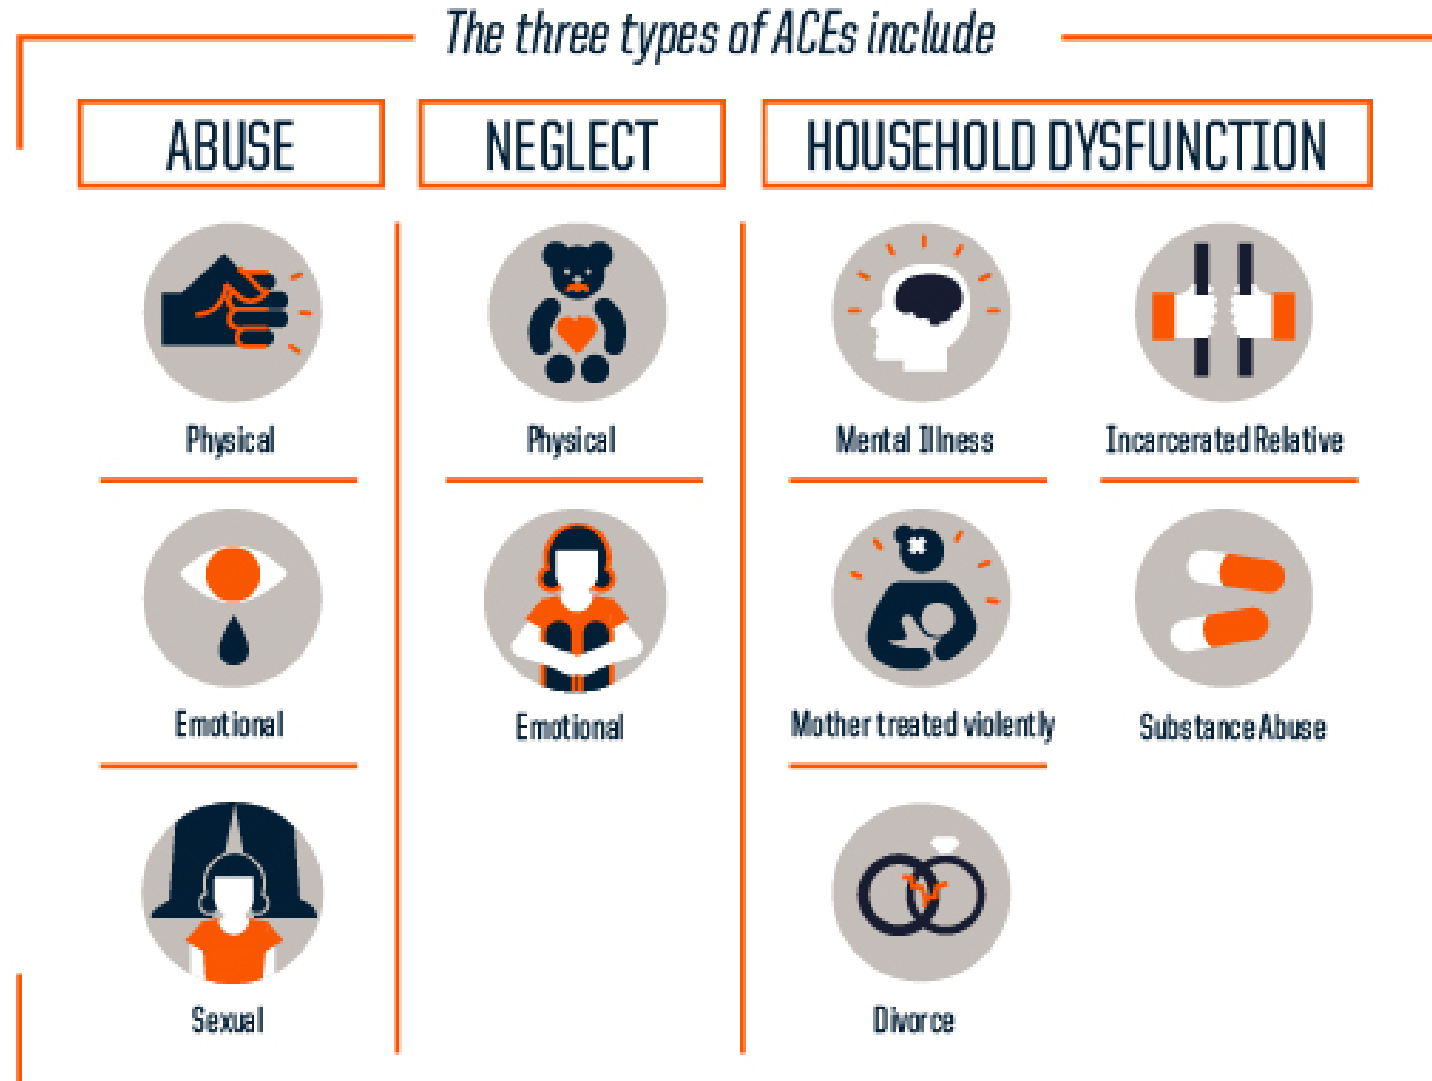 The three types of ACEs include
ABUSE
NEGLECT
HOUSEHOLD DYSFUNCTION
Physical
Physical
Mental Illness
Incarcerated Relative
Emotional
Emotional
Mother treated violently
Substance Abuse
Sexual
Divorce